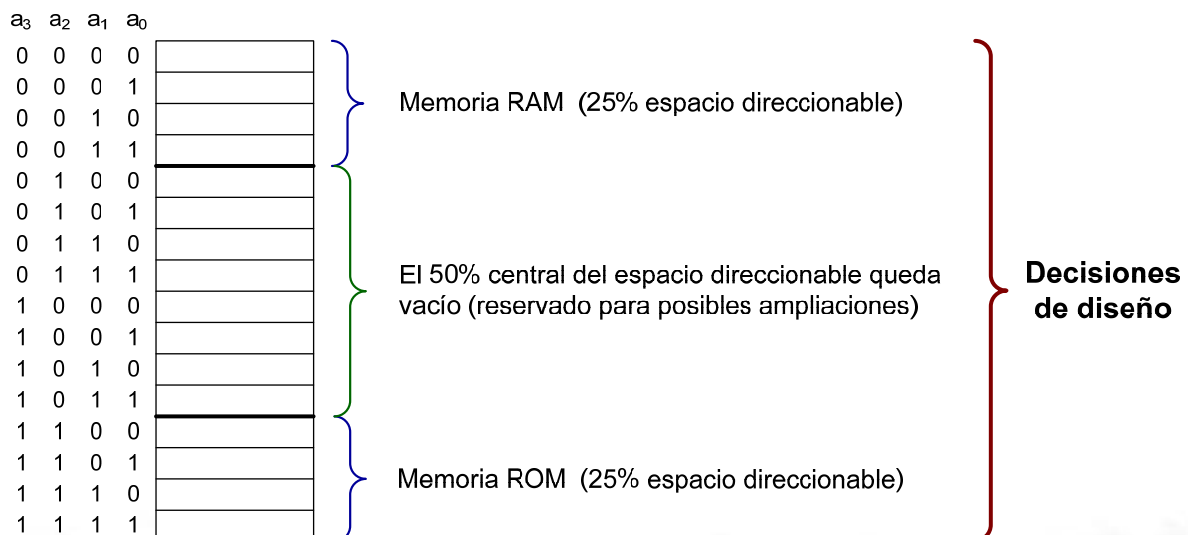 a3 a2 a1 a0
0 0 0 0
0 0 0 1
0 0 1 0
0 0 1 1
0 1 0 0
0 1 0 1
0 1 1 0
0 1 1 1
1 0 0 0
1 0 0 1
1 0 1 0
1 0 1 1
1 1 0 0
1 1 0 1
1 1 1 0
1 1 1 1
Memoria RAM (25% espacio direccionable)
El 50% central del espacio direccionable queda
vacío (reservado para posibles ampliaciones)
Memoria ROM (25% espacio direccionable)
Decisiones
de diseño